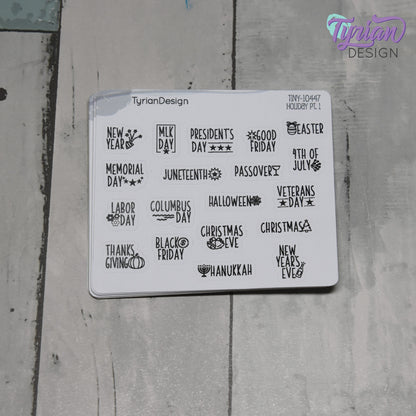 Tyrian
DESIGN
TyrianDesign
TINY-10447
HOLIDAY PT. 1
NEW
YEAR
MLK
DAY
PRESIDENT'S
DAY
GOOD
FRIDAY
EASTER
MEMORIAL
DAY
JUNETEENTH
PASSOVER
4TH OF
JULY
LABOR
DAY
COLUMBUS
DAY
HALLOWEEN
VETERANS
DAY
THANKS
GIVING
BLACK
FRIDAY
CHRISTMAS
EVE
CHRISTMAS
HANUKKAH
NEW
YEAR'S
EVE